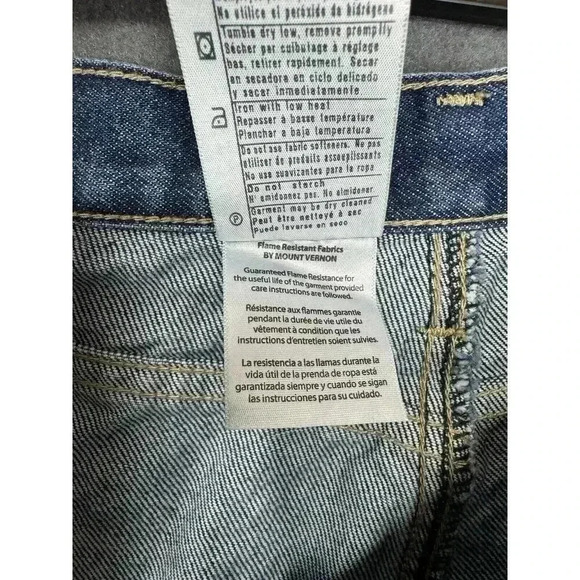 No utilice el peróxido de hidrógeno
Tumble dry low, remove promptly
Sécher par culbutage à réglage
bas, retirer rapidement. Secar
en secadora en ciclo delicado
y sacar inmediatamente
Iron with low heat
Repasser à basse température
Planchar a baja temperatura
Do not use fabric softeners. Ne pas
utiliser de produits assouplissants
No use suavizantes para la ropa
Do not starch
N'emidonnez pas. No almidoner
Garment may be dry cleaned
Peut être nettoyé à sec
Puede lavarse en seco
P
Flame Resistant Fabrics
BY MOUNT VERNON
Guaranteed Flame Resistance for
the useful life of the garment provided
care instructions are followed.
Résistance aux flammes garantie
pendant la durée de vie utile du
vêtement à condition que les
instructions d'entretien soient suivies.
La resistencia a las llamas durante la
vida útil de la prenda de ropa está
garantizada siempre y cuando se sigan
las instrucciones para su cuidado.